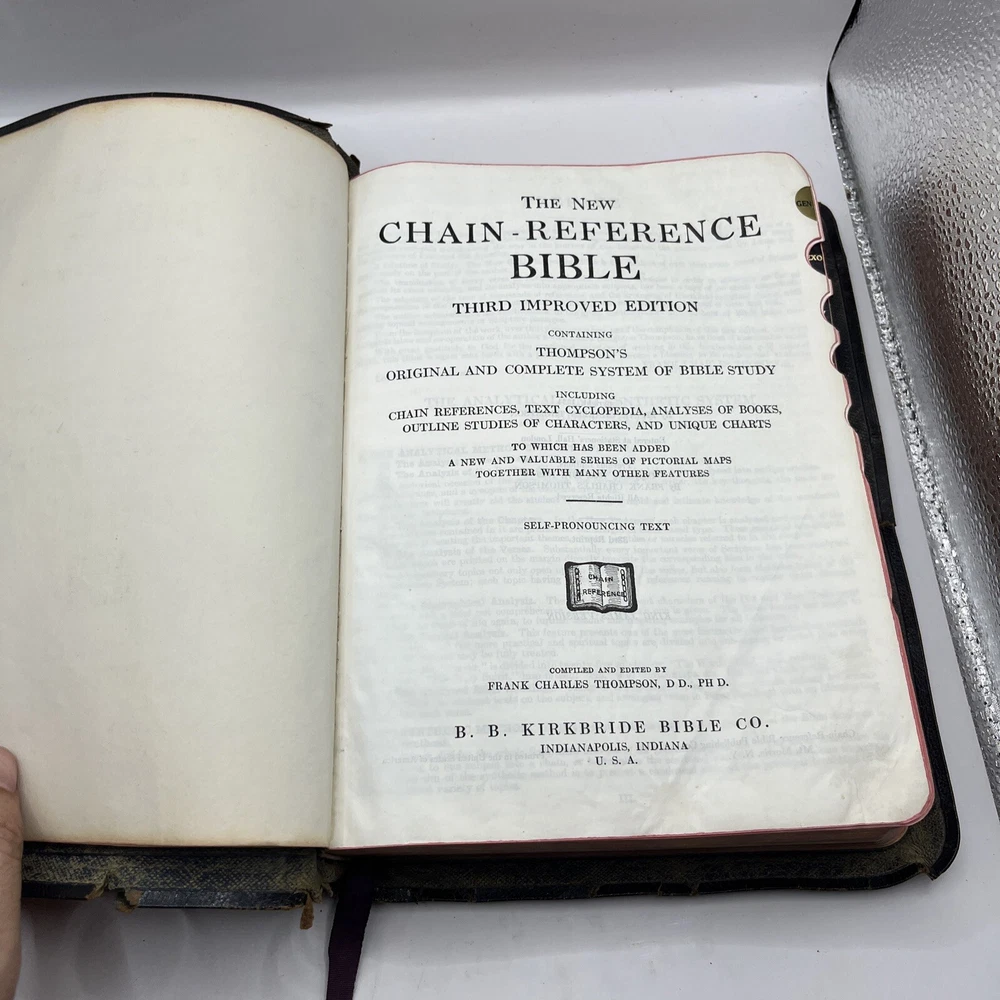 THE NEW
CHAIN-REFERENCE
BIBLE
THIRD IMPROVED EDITION
CONTAINING
THOMPSON'S
ORIGINAL AND COMPLETE SYSTEM OF BIBLE STUDY
INCLUDING
CHAIN REFERENCES, TEXT CYCLOPEDIA, ANALYSES OF BOOKS,
OUTLINE STUDIES OF CHARACTERS, AND UNIQUE CHARTS
TO WHICH HAS BEEN ADDED
A NEW AND VALUABLE SERIES OF PICTORIAL MAPS
TOGETHER WITH MANY OTHER FEATURES
SELF-PRONOUNCING TEXT
CHAIN
REFERENCE
COMPILED AND EDITED BY
FRANK CHARLES THOMPSON, D D., PH D.
B. B. KIRKBRIDE BIBLE CO.
INDIANAPOLIS, INDIANA
U. S. A.
GEN
EXO